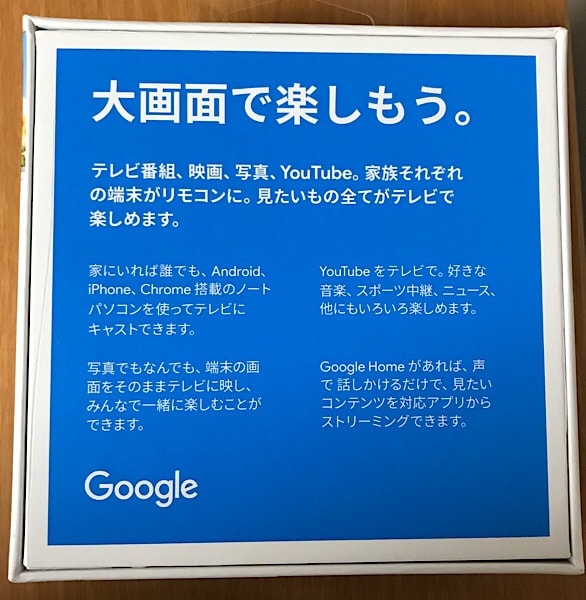 大画面で楽しもう。
テレビ番組、映画、写真、YouTube。家族それぞれ
の端末がリモコンに。見たいもの全てがテレビで
楽しめます。
家にいれば誰でも、Android、
iPhone、Chrome 搭載のノート
パソコンを使ってテレビに
キャストできます。
YouTube をテレビで。好きな
音楽、スポーツ中継、ニュース、
他にもいろいろ楽しめます。
写真でもなんでも、端末の画
面をそのままテレビに映し、
みんなで一緒に楽しむことが
できます。
Google Home があれば、声
で 話しかけるだけで、見たい
コンテンツを対応アプリから
ストリーミングできます。
Google